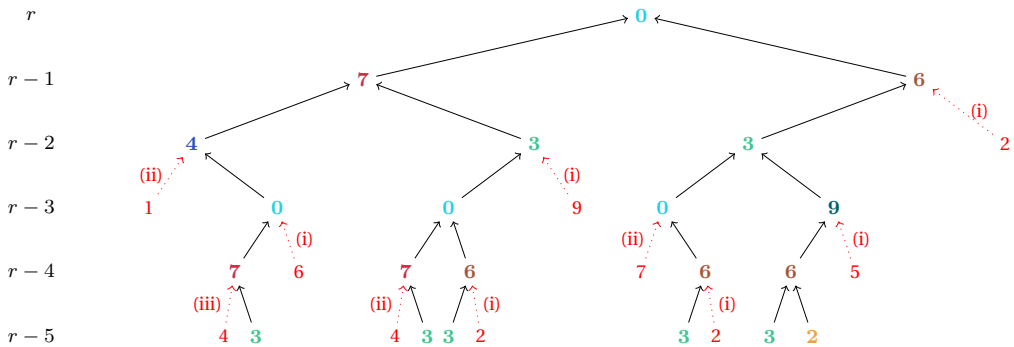 r 0
r − 1 7 6
(i)
r − 2 4 3 3 2
(ii) (i)
r − 3 1 0 0 9 0 9
(i) (ii) (i)
r − 4 7 6 7 6 7 6 6 5
(iii) (ii) (i) (i)
r − 5 4 3 4 3 3 2 3 2 3 2